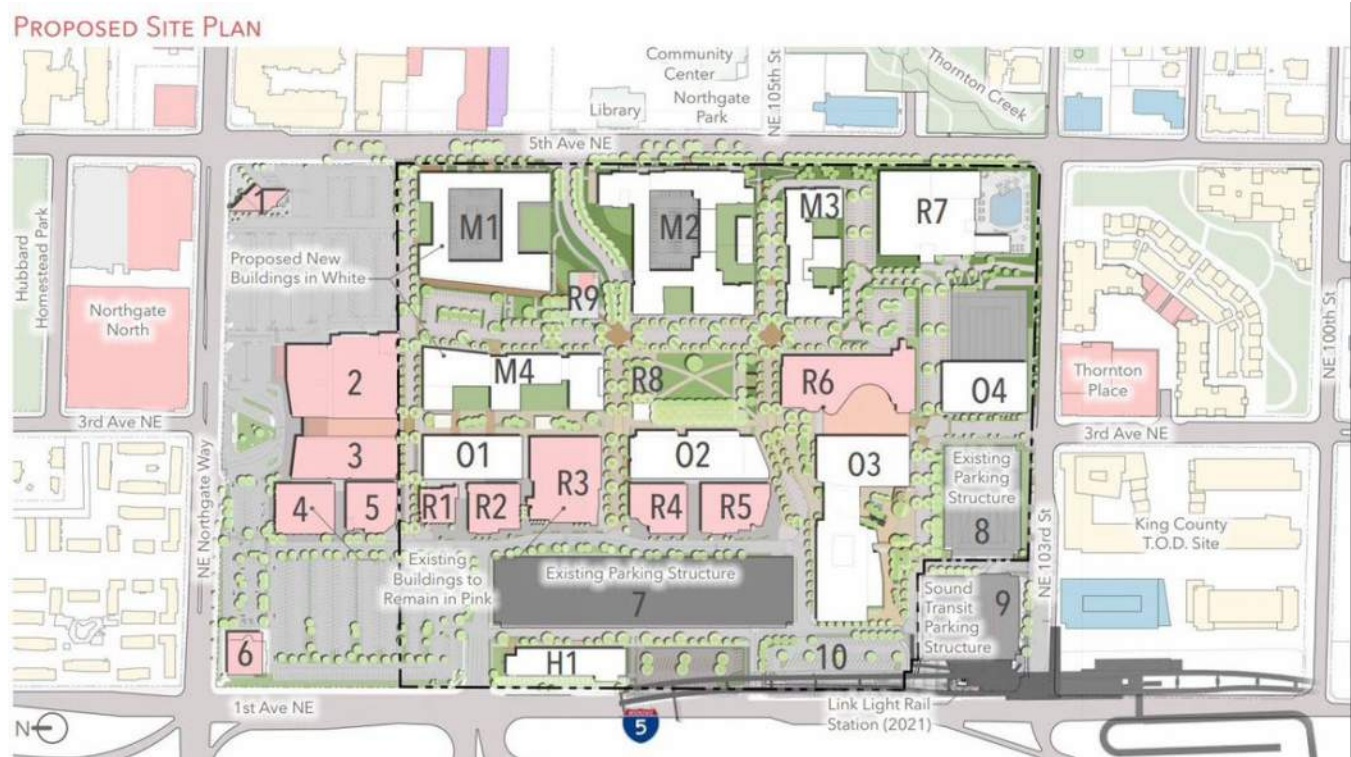 PROPOSED SITE PLAN
Community
Center
Northgate
Park
Library
NE 105th St
Thornton Creek
5th Ave NE
Hubbard
Homestead Park
1
M1
M2
M3
R7
Proposed New
Buildings in White
R9
Northgate
North
NE 100th St
2
M4
R8
R6
O4
Thornton
Place
3rd Ave NE
3rd Ave NE
3
O1
R3
O2
O3
Existing
Parking
Structure
8
4
5
R1
R2
R4
R5
NE Northgate Way
King County
T.O.D. Site
NE 103rd St
Existing
Buildings to
Remain in Pink
Existing Parking Structure
7
Sound
Transit
Parking
Structure
9
6
H1
10
1st Ave NE
Link Light Rail
Station (2021)
N
INTERSTATE
5